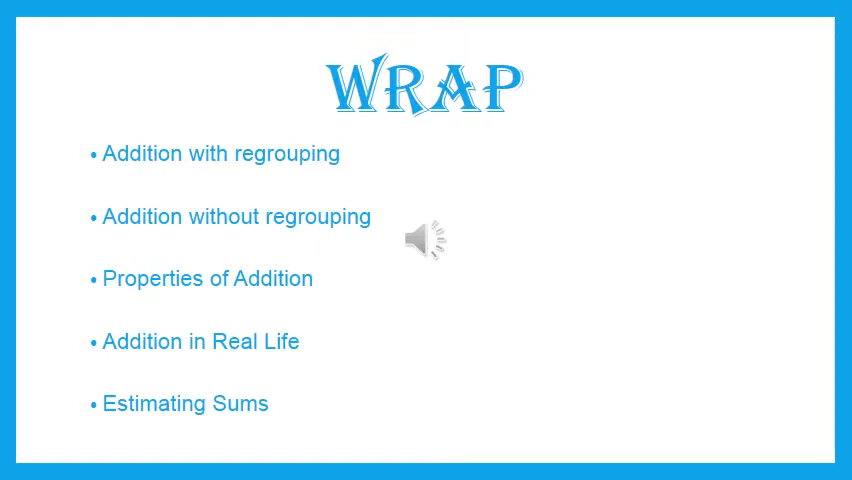 WRAP
• Addition with regrouping
• Addition without regrouping
• Properties of Addition
• Addition in Real Life
• Estimating Sums